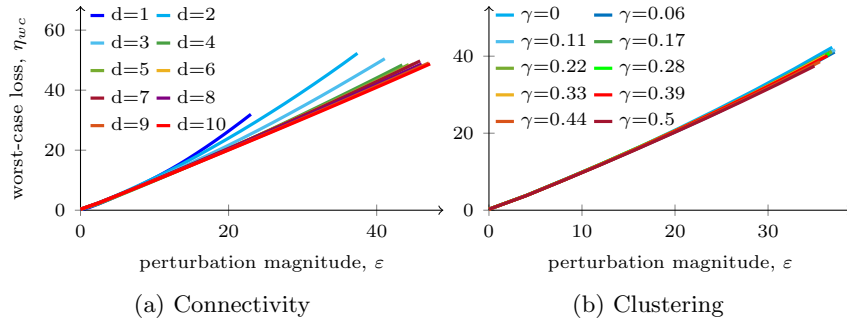 worst-case loss, η_wc
60
40
20
0
d=1 d=2
d=3 d=4
d=5 d=6
d=7 d=8
d=9 d=10
0 20 40
perturbation magnitude, ε
(a) Connectivity
40
20
0
γ=0 γ=0.06
γ=0.11 γ=0.17
γ=0.22 γ=0.28
γ=0.33 γ=0.39
γ=0.44 γ=0.5
0 10 20 30
perturbation magnitude, ε
(b) Clustering